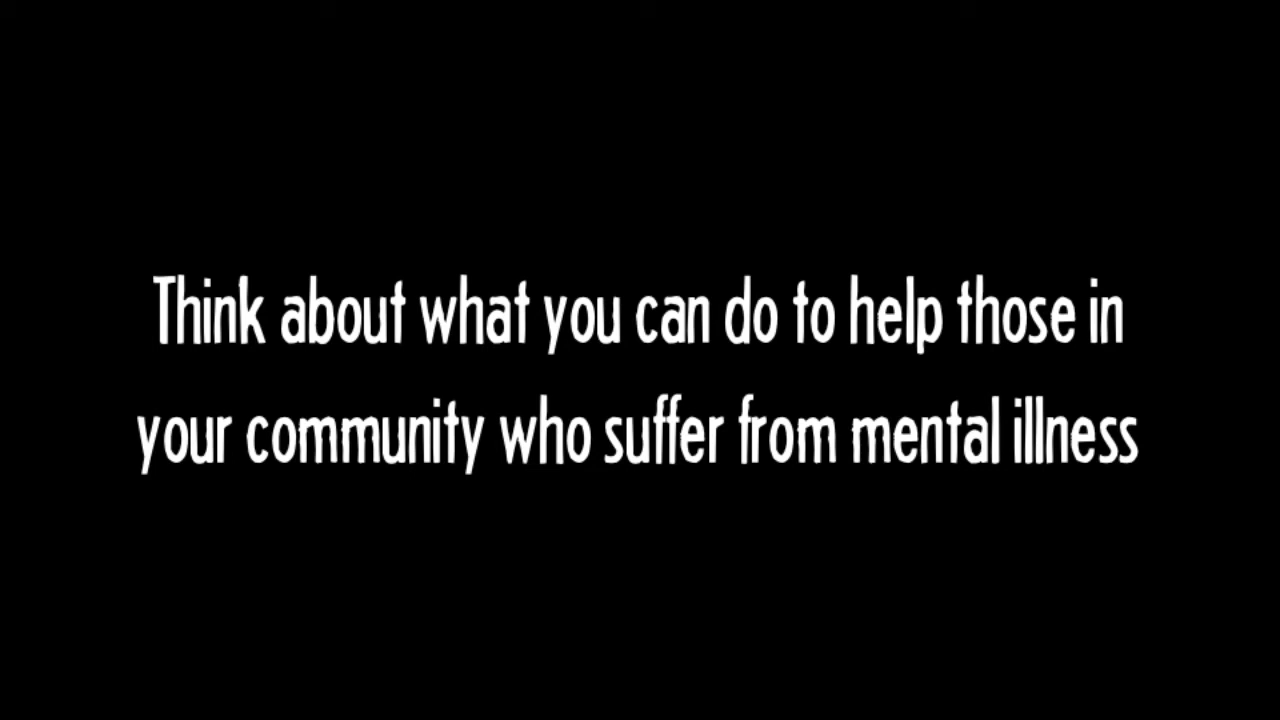 Think about what you can do to help those in
your community who suffer from mental illness